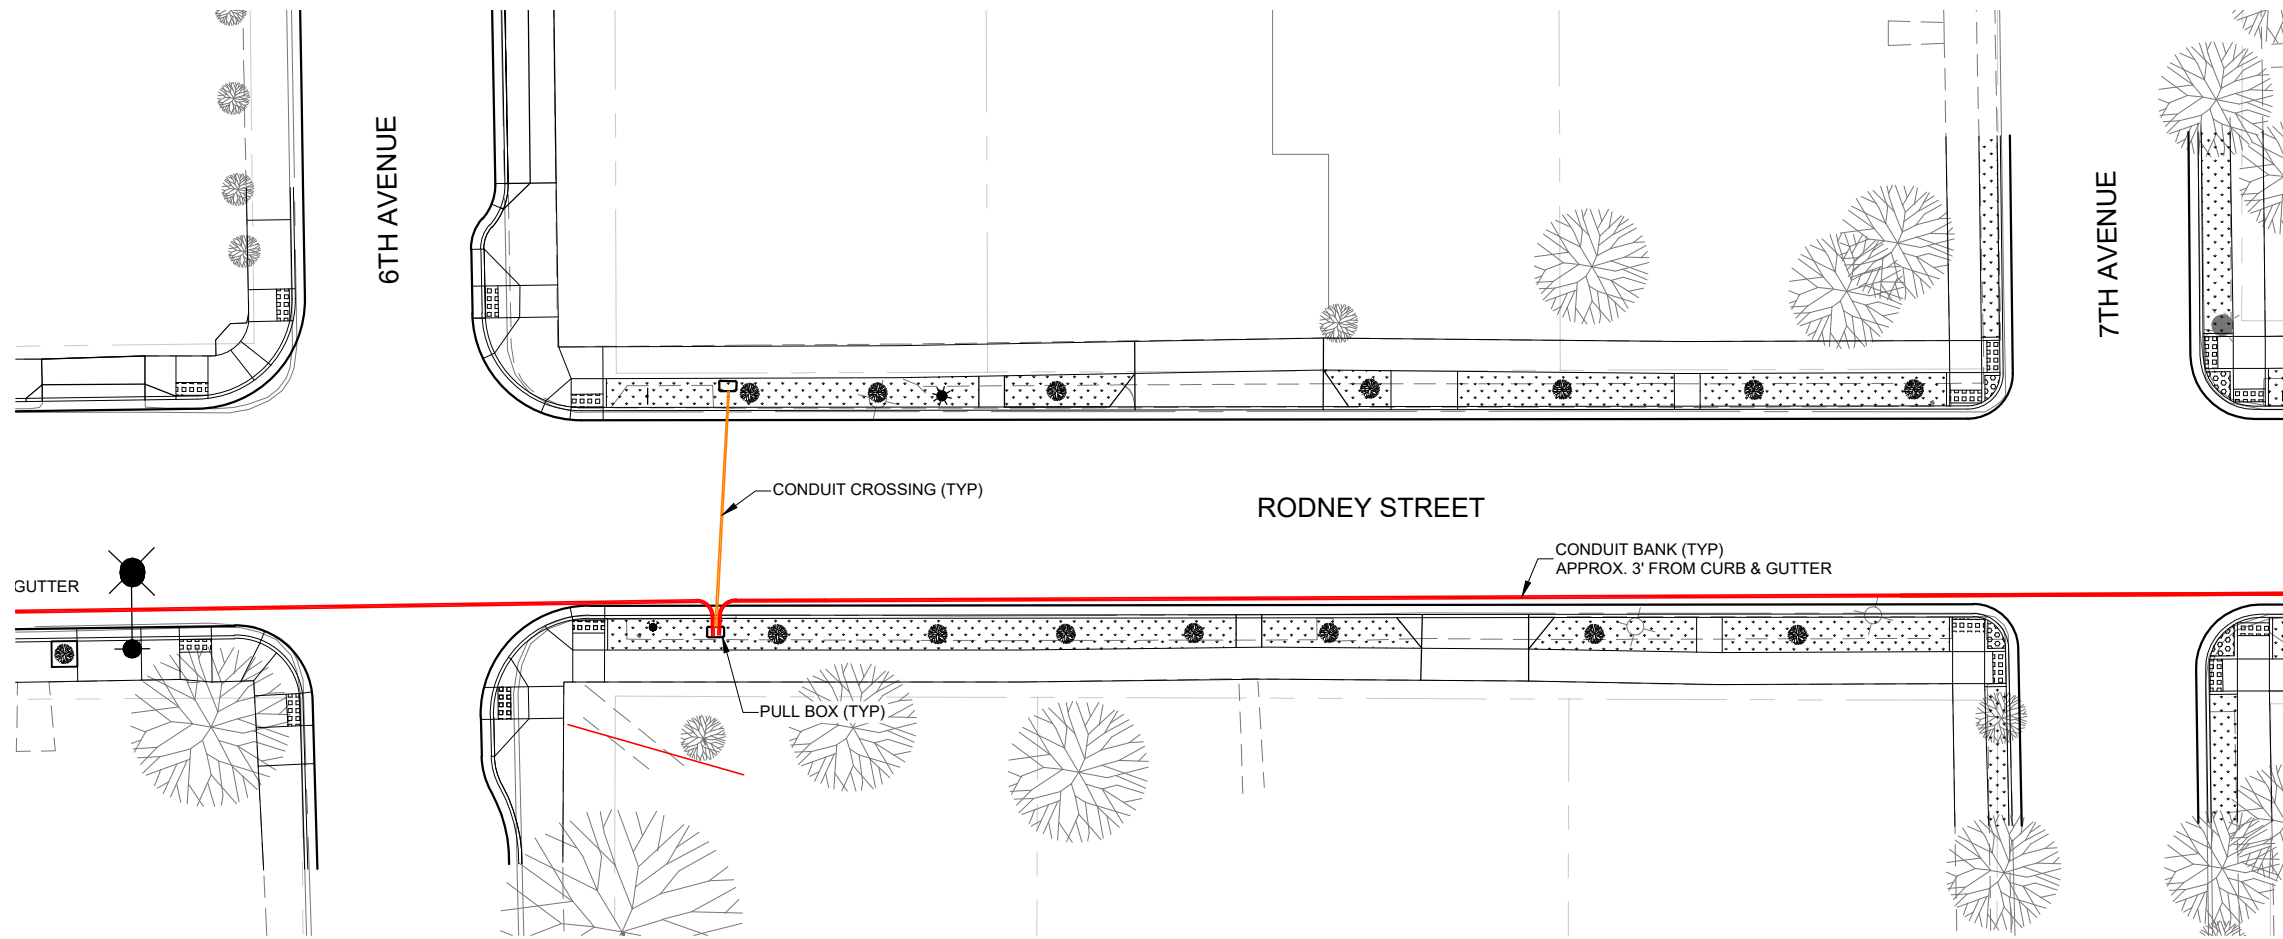 6TH AVENUE
7TH AVENUE
CONDUIT CROSSING (TYP)
RODNEY STREET
CONDUIT BANK (TYP)
APPROX. 3' FROM CURB & GUTTER
GUTTER
PULL BOX (TYP)